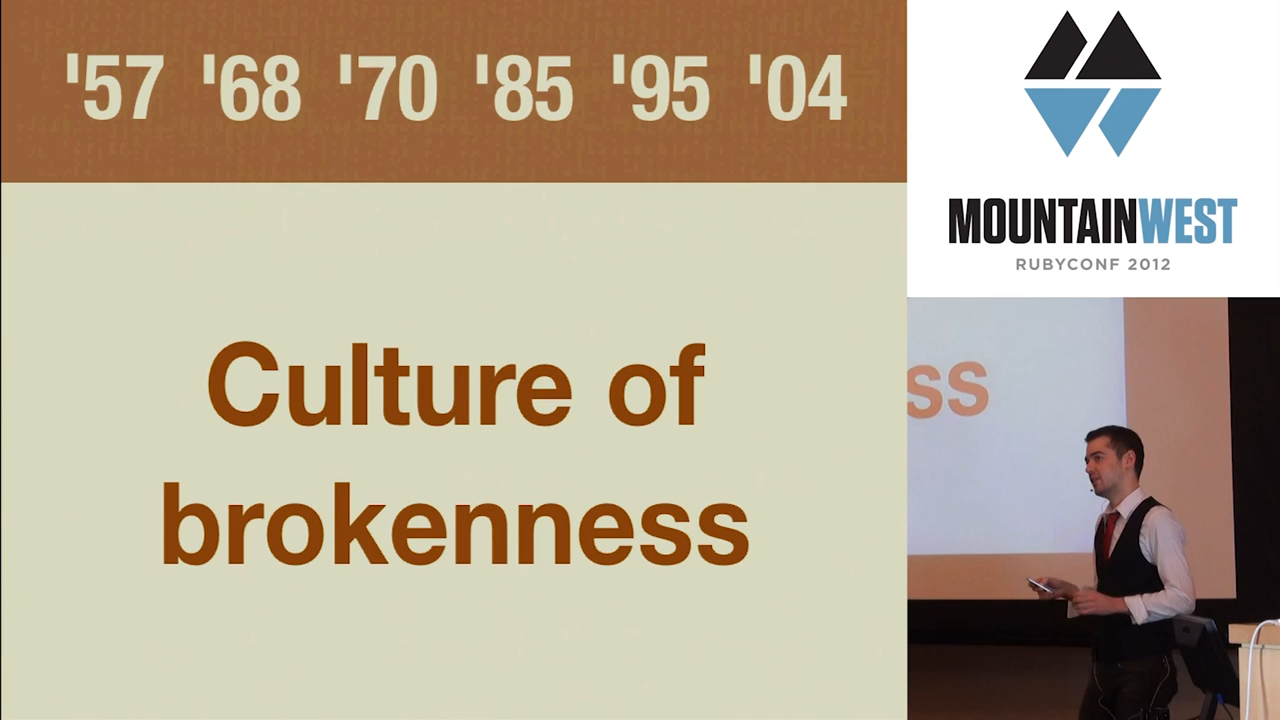 '57 '68 '70 '85 '95 '04
Culture of
brokenness
MOUNTAINWEST
RUBYCONF 2012
ss